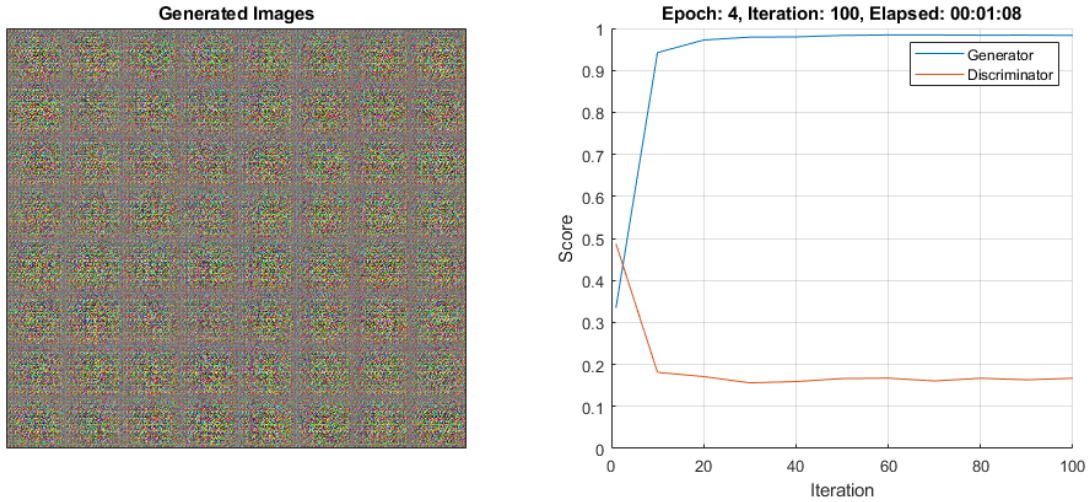 Generated Images
Epoch: 4, Iteration: 100, Elapsed: 00:01:08
Generator
Discriminator
Score
1
0.9
0.8
0.7
0.6
0.5
0.4
0.3
0.2
0.1
0
0 20 40 60 80 100
Iteration